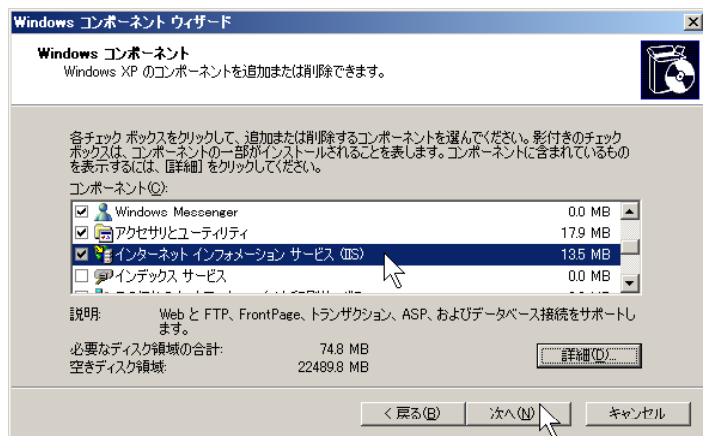 Windows コンポーネント ウィザード
Windows コンポーネント
Windows XP のコンポーネントを追加または削除できます。
各チェック ボックスをクリックして、追加または削除するコンポーネントを選んでください。影付きのチェック
ボックスは、コンポーネントの一部がインストールされることを表します。コンポーネントに含まれているもの
を表示するには、[詳細] をクリックしてください。
コンポーネント(C):
Windows Messenger 0.0 MB
アクセサリとユーティリティ 17.9 MB
インターネット インフォメーション サービス (IIS) 13.5 MB
インデックス サービス 0.0 MB
説明: Web と FTP、FrontPage、トランザクション、ASP、およびデータベース接続をサポートし
ます。
必要なディスク領域の合計: 74.8 MB
空きディスク領域: 22489.8 MB
詳細(D)...
< 戻る(B) 次へ(N) キャンセル